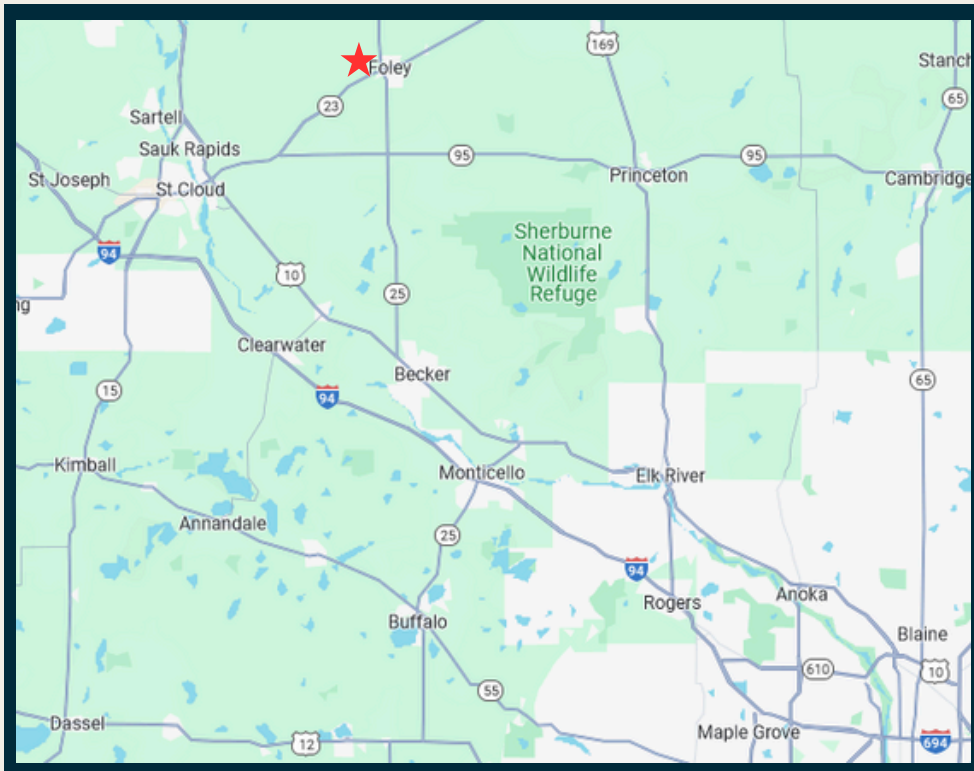 169
Foley
Stanch
65
23
Sartell
Sauk Rapids
95
95
St Joseph
St Cloud
Princeton
Cambridge
94
Sherburne
National
Wildlife
Refuge
10
25
ng
Clearwater
Becker
65
15
94
Kimball
Monticello
Elk River
Annandale
25
94
Rogers
Anoka
Buffalo
Blaine
610
10
55
Dassel
Maple Grove
12
694